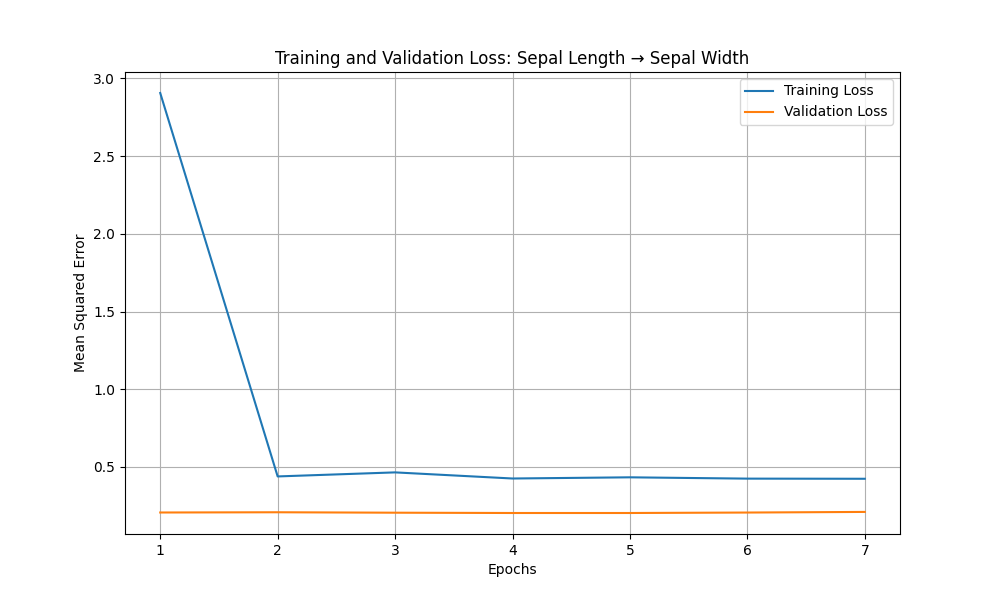 Training and Validation Loss: Sepal Length → Sepal Width
Training Loss
Validation Loss
Mean Squared Error
3.0
2.5
2.0
1.5
1.0
0.5
1 2 3 4 5 6 7
Epochs